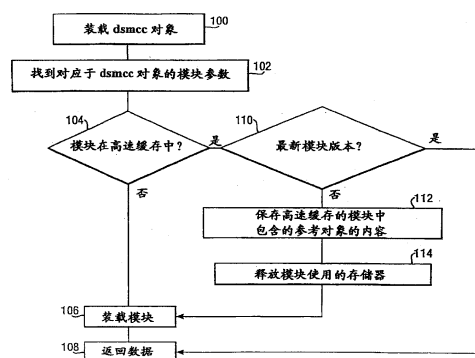 装载 dsmcc 对象
100
找到对应于 dsmcc 对象的模块参数
102
104
模块在高速缓存中?
是
否
110
最新模块版本?
是
否
112
保存高速缓存的模块中
包含的参考对象的内容
114
释放模块使用的存储器
106
装载模块
108
返回数据